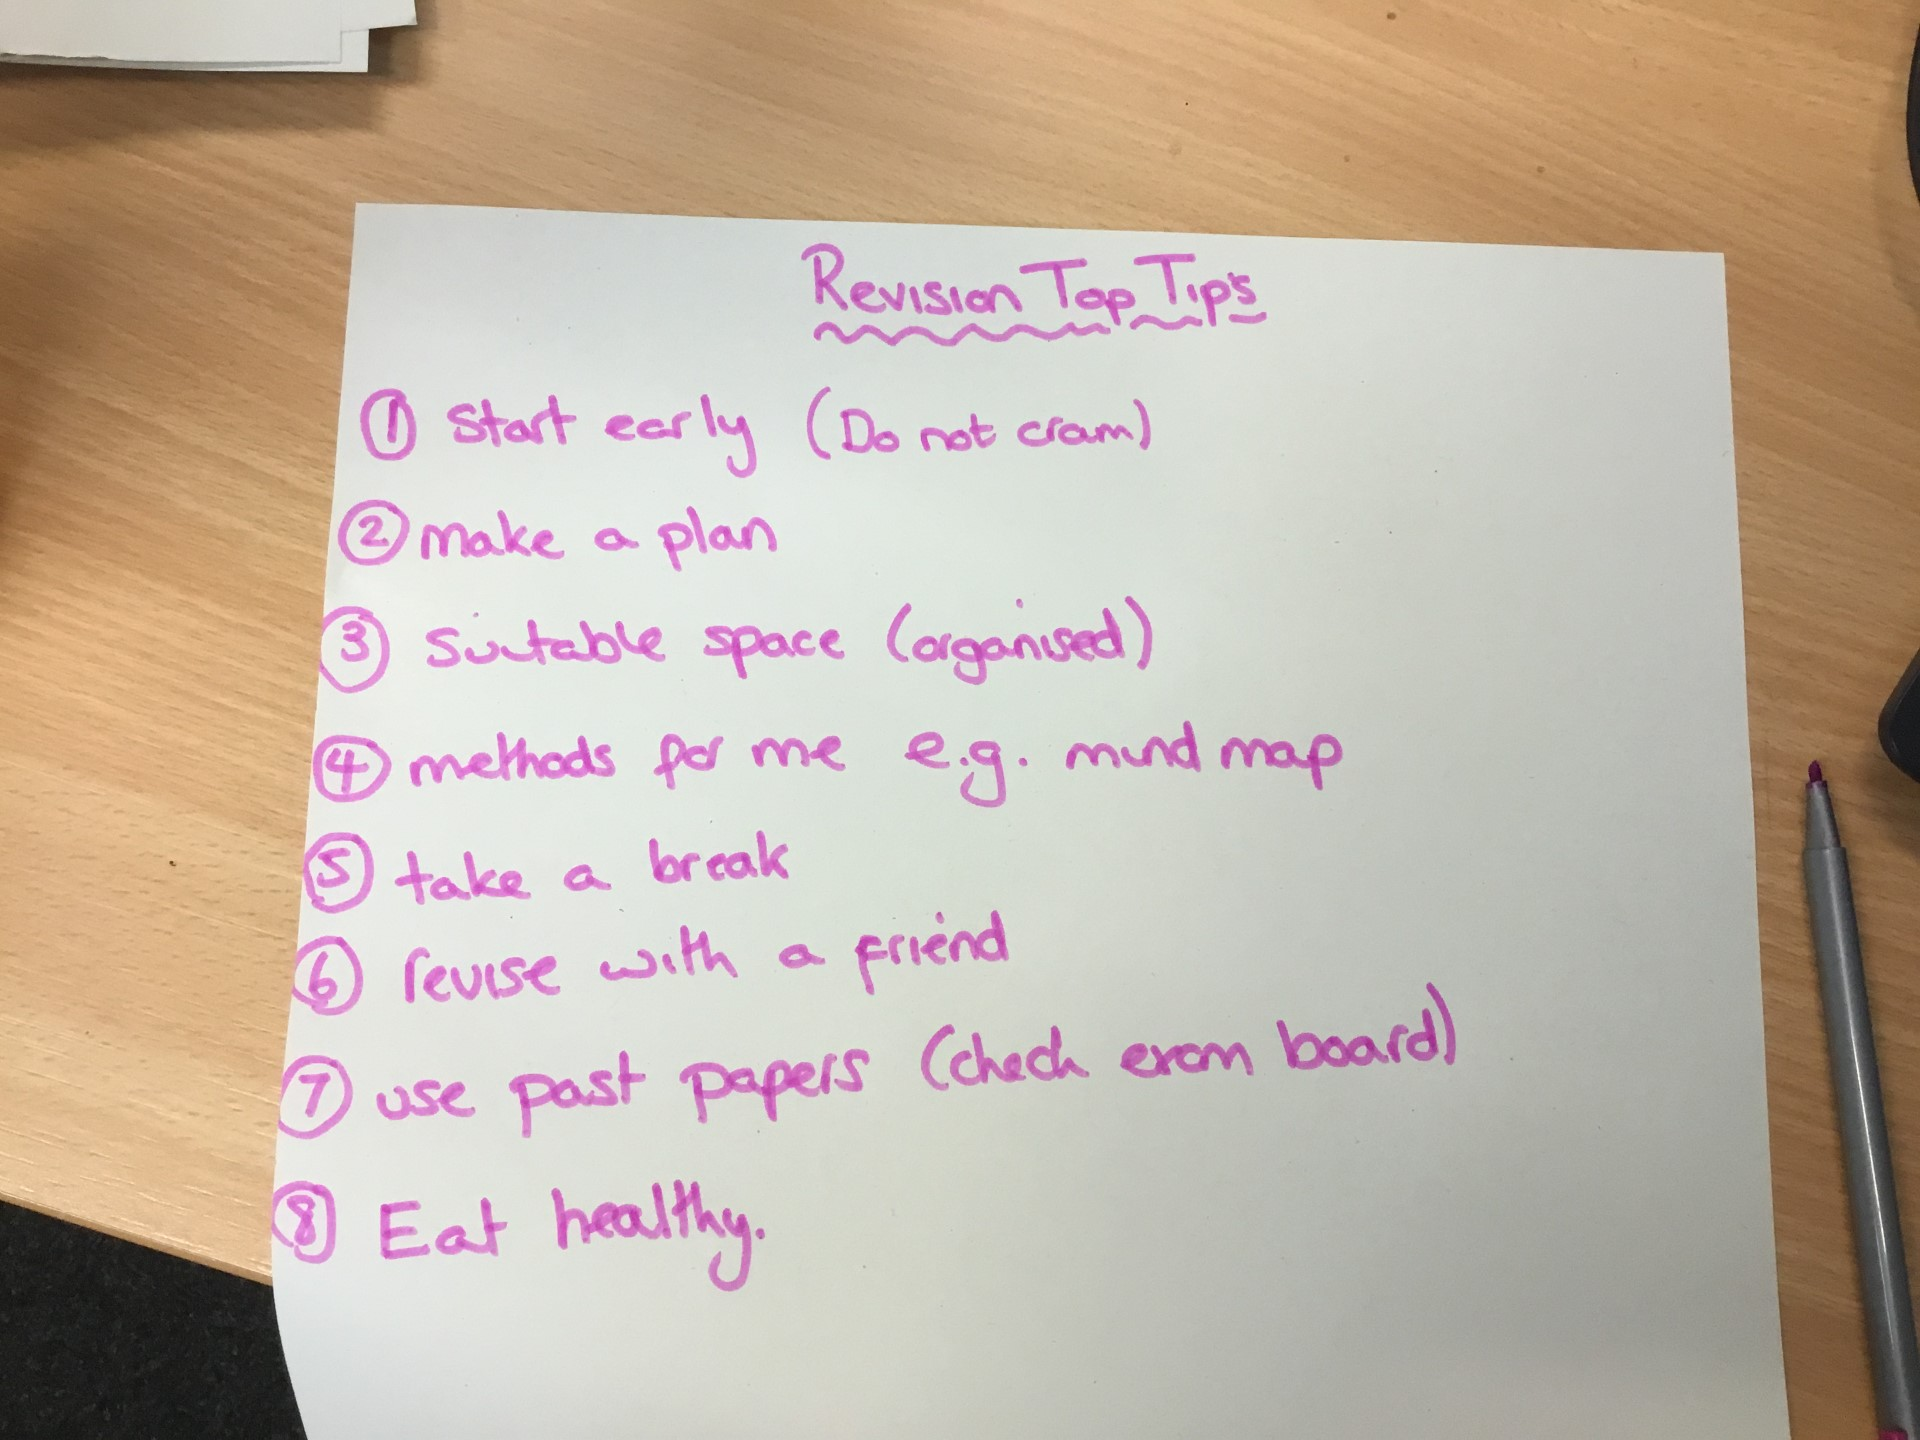 Revision Top Tip's
① Start early (Do not cram)
② make a plan
③ Suitable space (organised)
④ methods for me e.g. mind map
⑤ take a break
⑥ revise with a friend
⑦ use past papers (check exam board)
⑧ Eat healthy.